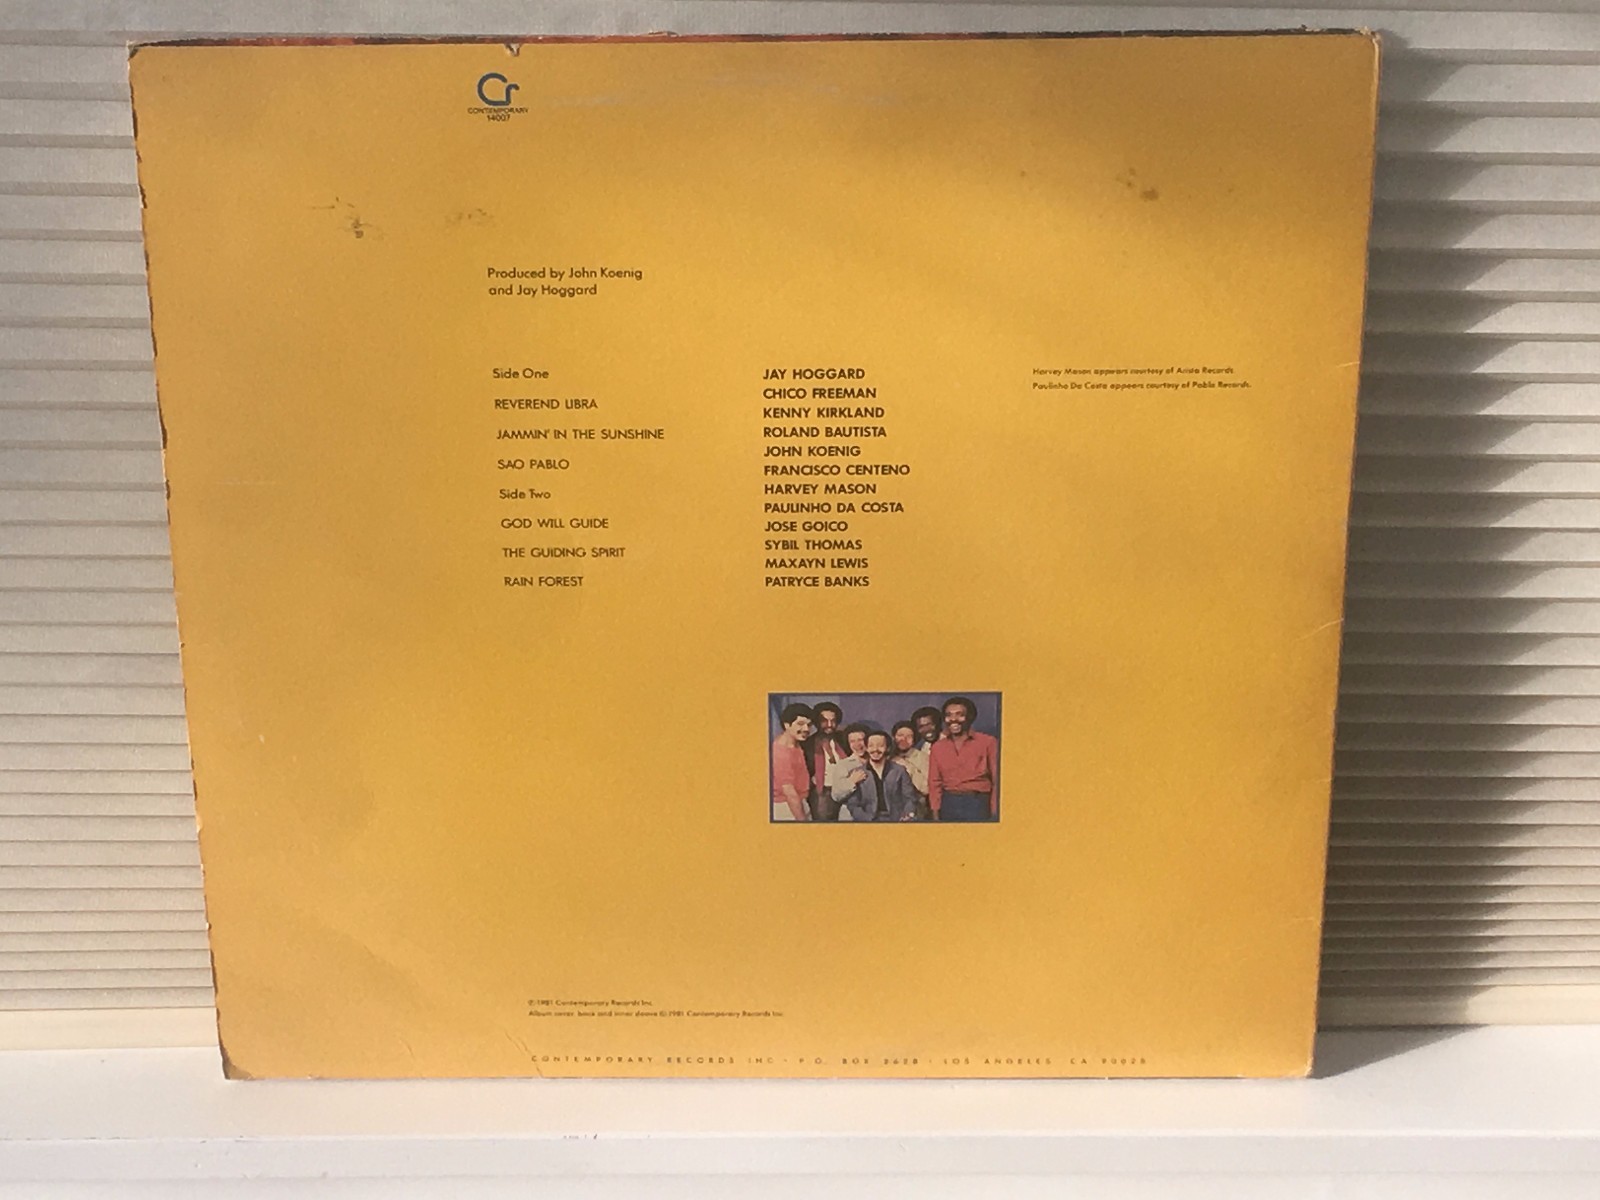 Cr
CONTEMPORARY
14007
Produced by John Koenig
and Jay Hoggard
Side One
REVEREND LIBRA
JAMMIN' IN THE SUNSHINE
SAO PABLO
Side Two
GOD WILL GUIDE
THE GUIDING SPIRIT
RAIN FOREST
JAY HOGGARD
CHICO FREEMAN
KENNY KIRKLAND
ROLAND BAUTISTA
JOHN KOENIG
FRANCISCO CENTENO
HARVEY MASON
PAULINHO DA COSTA
JOSE GOICO
SYBIL THOMAS
MAXAYN LEWIS
PATRYCE BANKS
Harvey Mason appears courtesy of Arista Records.
Paulinho Da Costa appears courtesy of Pablo Records.
℗ 1981 Contemporary Records Inc.
Album cover, back and inner sleeve © 1981 Contemporary Records Inc.
CONTEMPORARY RECORDS INC · P.O. BOX 2628 · LOS ANGELES, CA 90028